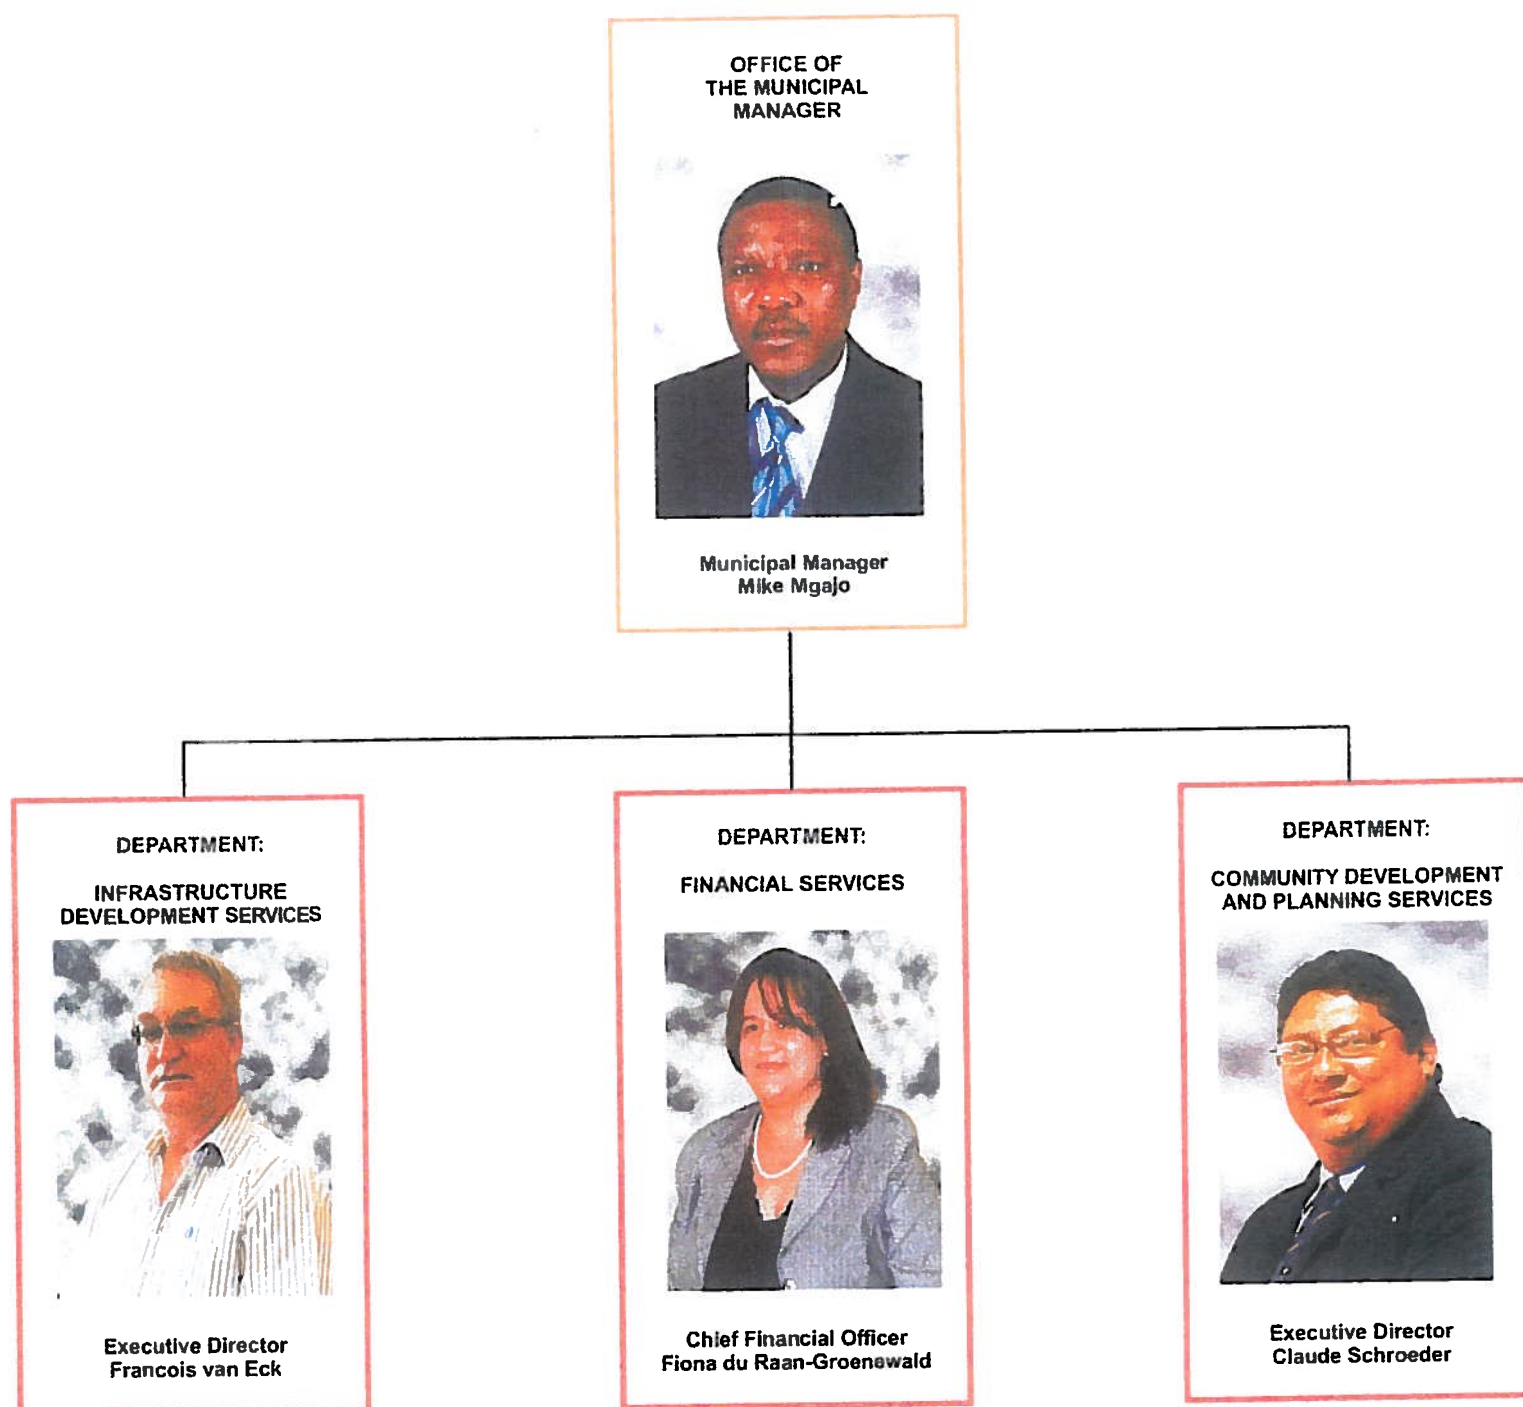 OFFICE OF
THE MUNICIPAL
MANAGER
Municipal Manager
Mike Mgajo
DEPARTMENT:
INFRASTRUCTURE
DEVELOPMENT SERVICES
Executive Director
Francois van Eck
DEPARTMENT:
FINANCIAL SERVICES
Chief Financial Officer
Fiona du Raan-Groenewald
DEPARTMENT:
COMMUNITY DEVELOPMENT
AND PLANNING SERVICES
Executive Director
Claude Schroeder